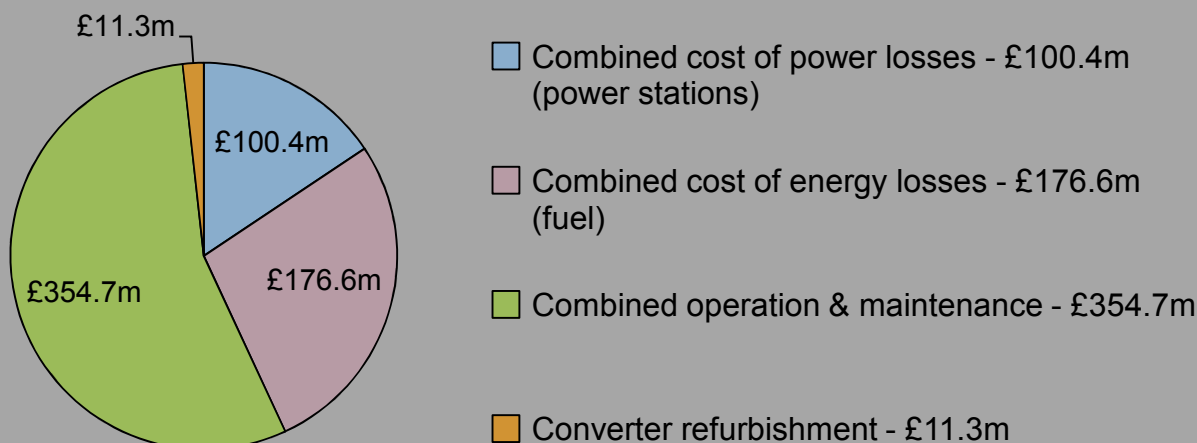 £11.3m
£100.4m
£176.6m
£354.7m
Combined cost of power losses - £100.4m
(power stations)
Combined cost of energy losses - £176.6m
(fuel)
Combined operation & maintenance - £354.7m
Converter refurbishment - £11.3m